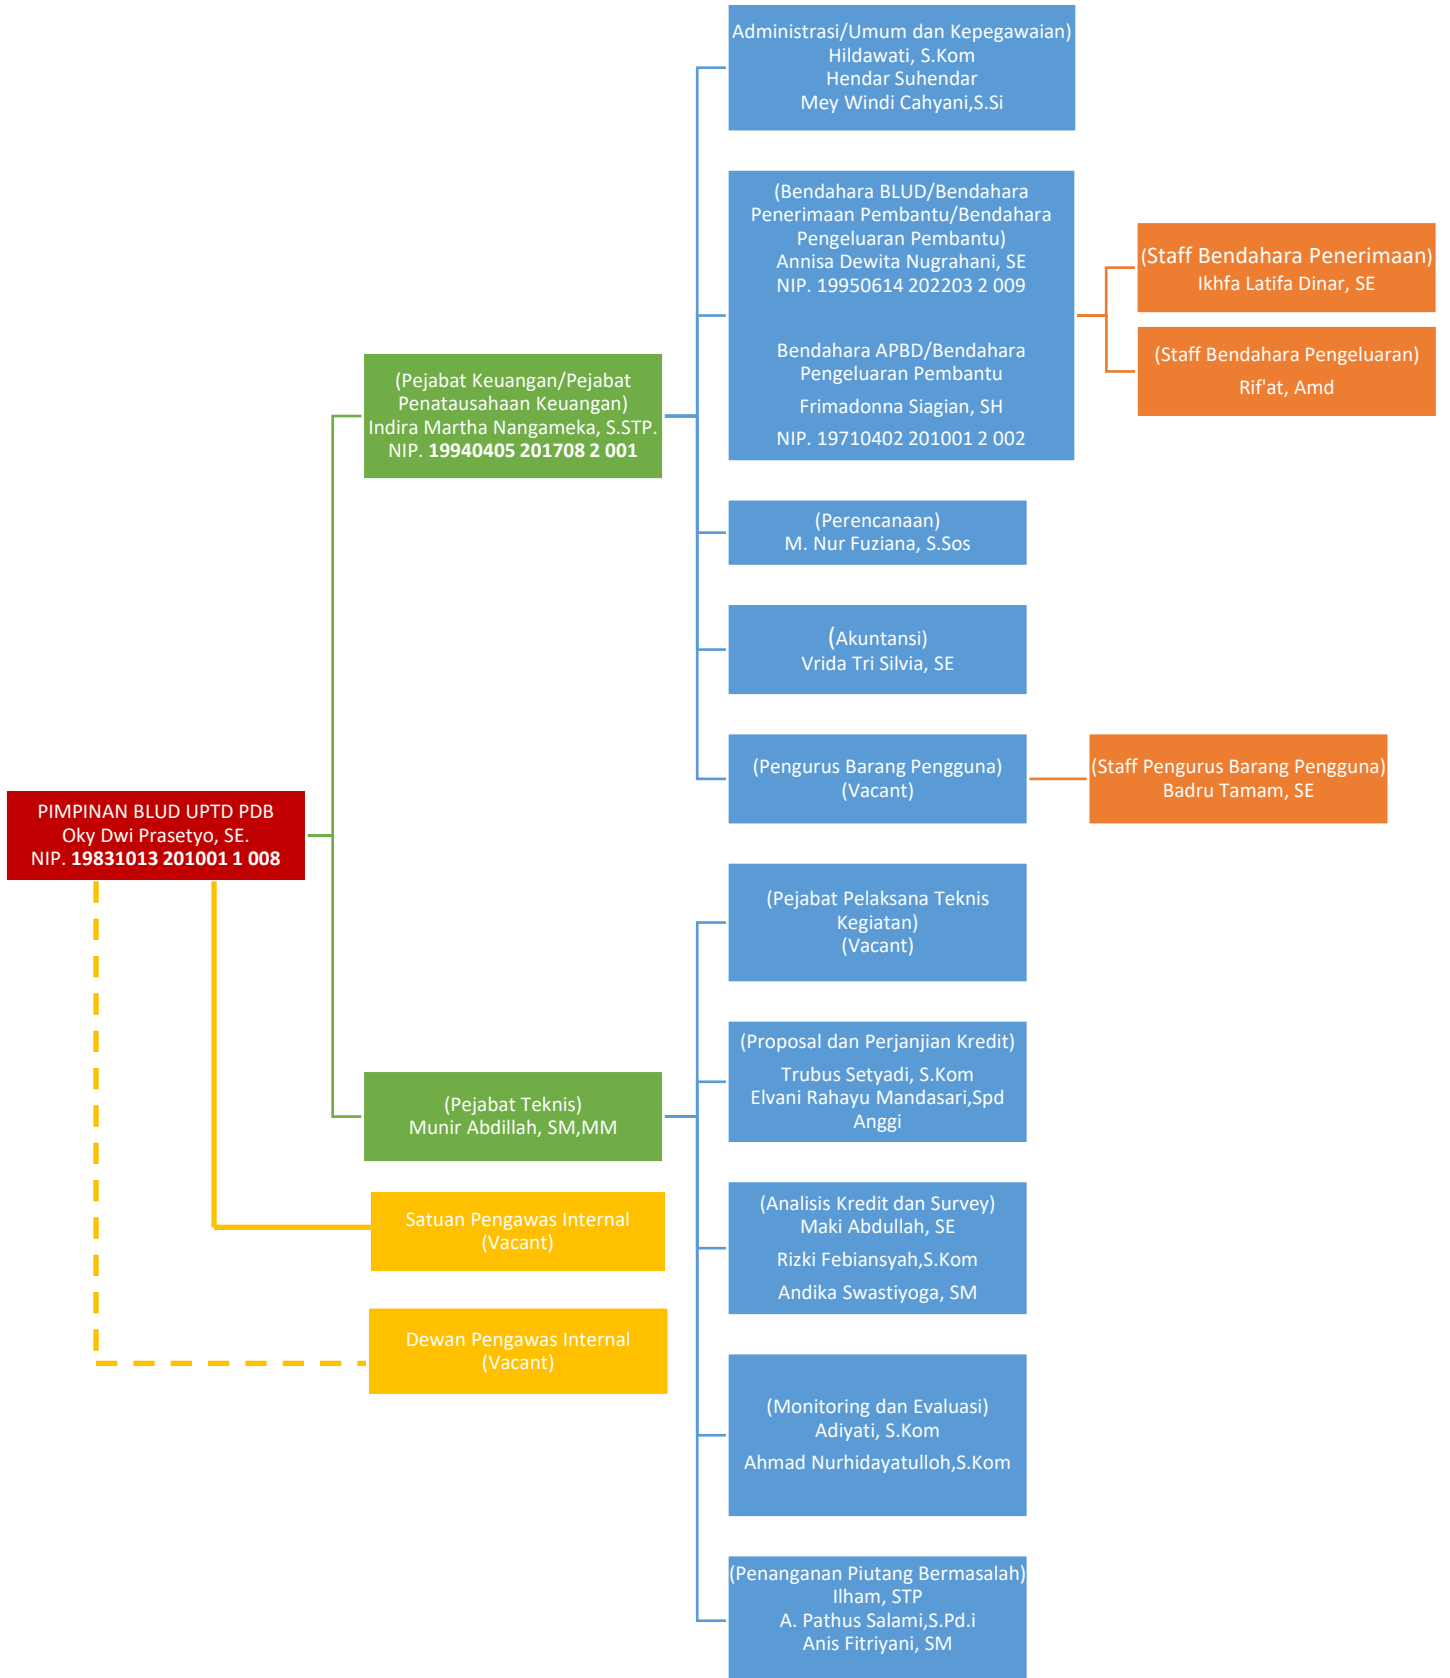 Administrasi/Umum dan Kepegawaian)
Hildawati, S.Kom
Hendar Suhendar
Mey Windi Cahyani,S.Si
(Bendahara BLUD/Bendahara
Penerimaan Pembantu/Bendahara
Pengeluaran Pembantu)
Annisa Dewita Nugrahani, SE
NIP. 19950614 202203 2 009
Bendahara APBD/Bendahara
Pengeluaran Pembantu
Frimadonna Siagian, SH
NIP. 19710402 201001 2 002
(Staff Bendahara Penerimaan)
Ikhfa Latifa Dinar, SE
(Staff Bendahara Pengeluaran)
Rif'at, Amd
(Pejabat Keuangan/Pejabat
Penatausahaan Keuangan)
Indira Martha Nangameka, S.STP.
NIP. 19940405 201708 2 001
(Perencanaan)
M. Nur Fuziana, S.Sos
(Akuntansi)
Vrida Tri Silvia, SE
(Pengurus Barang Pengguna)
(Vacant)
(Staff Pengurus Barang Pengguna)
Badru Tamam, SE
PIMPINAN BLUD UPTD PDB
Oky Dwi Prasetyo, SE.
NIP. 19831013 201001 1 008
(Pejabat Pelaksana Teknis
Kegiatan)
(Vacant)
(Proposal dan Perjanjian Kredit)
Trubus Setyadi, S.Kom
Elvani Rahayu Mandasari,Spd
Anggi
(Pejabat Teknis)
Munir Abdillah, SM,MM
(Analisis Kredit dan Survey)
Maki Abdullah, SE
Rizki Febiansyah,S.Kom
Andika Swastiyoga, SM
Satuan Pengawas Internal
(Vacant)
Dewan Pengawas Internal
(Vacant)
(Monitoring dan Evaluasi)
Adiyati, S.Kom
Ahmad Nurhidayatulloh,S.Kom
(Penanganan Piutang Bermasalah)
Ilham, STP
A. Pathus Salami,S.Pd.i
Anis Fitriyani, SM